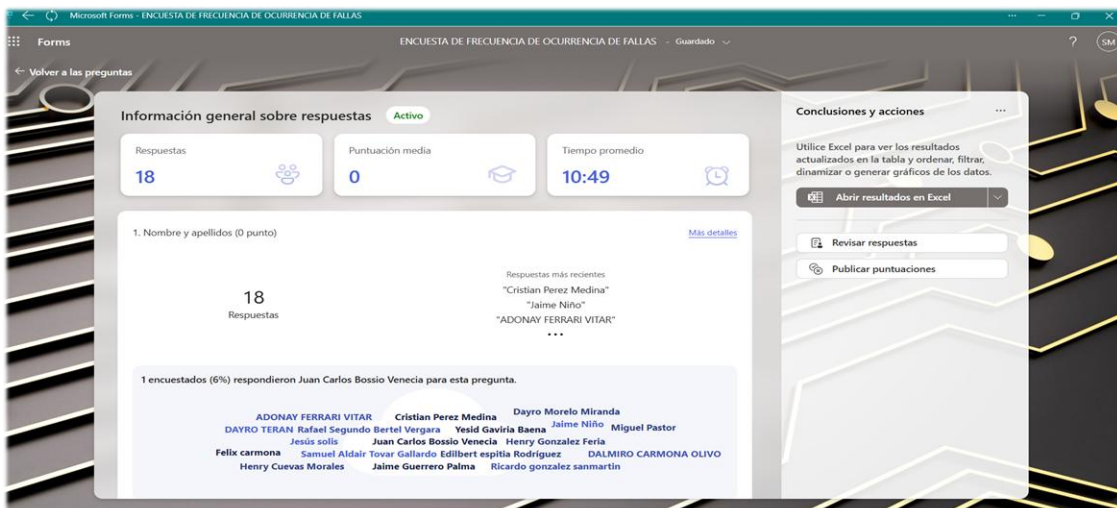 Microsoft Forms - ENCUESTA DE FRECUENCIA DE OCURRENCIA DE FALLAS
Forms
ENCUESTA DE FRECUENCIA DE OCURRENCIA DE FALLAS - Guardado
? SM
Volver a las preguntas
Información general sobre respuestas Activo
Respuestas
18
Puntuación media
0
Tiempo promedio
10:49
1. Nombre y apellidos (0 punto)
Más detalles
18
Respuestas
Respuestas más recientes
"Cristian Perez Medina"
"Jaime Niño"
"ADONAY FERRARI VITAR"
...
1 encuestados (6%) respondieron Juan Carlos Bossio Venecia para esta pregunta.
ADONAY FERRARI VITAR Cristian Perez Medina Dayro Morelo Miranda
DAYRO TERAN Rafael Segundo Bertel Vergara Yesid Gaviria Baena Jaime Niño Miguel Pastor
Jesús solis Juan Carlos Bossio Venecia Henry Gonzalez Feria
Felix carmona Samuel Aldair Tovar Gallardo Edilbert espitia Rodríguez DALMIRO CARMONA OLIVO
Henry Cuevas Morales Jaime Guerrero Palma Ricardo gonzalez sanmartin
Conclusiones y acciones
Utilice Excel para ver los resultados
actualizados en la tabla y ordenar, filtrar,
dinamizar o generar gráficos de los datos.
Abrir resultados en Excel
Revisar respuestas
Publicar puntuaciones